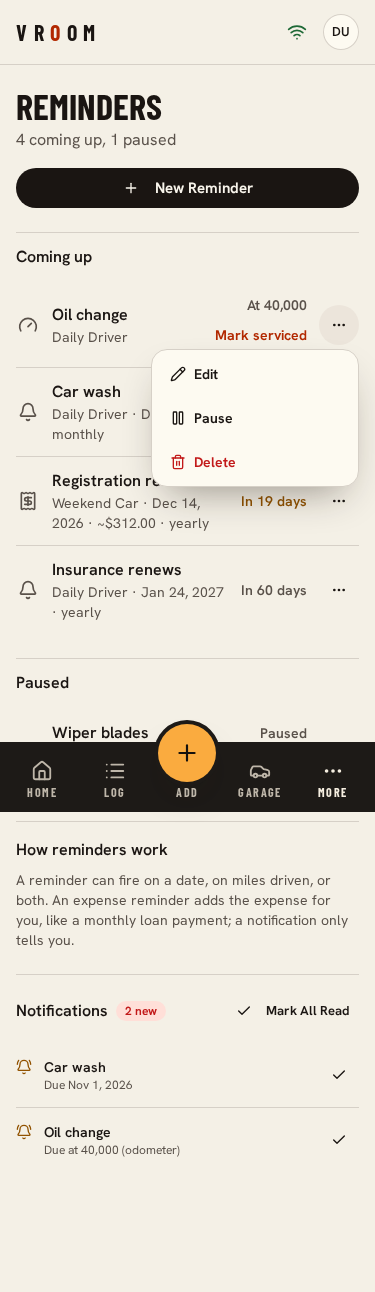 VROOM
DU
REMINDERS
4 coming up, 1 paused
New Reminder
Coming up
Oil change
Daily Driver
At 40,000
Mark serviced
Edit
Pause
Delete
Car wash
Daily Driver · D
monthly
Registration re
Weekend Car · Dec 14,
2026 · ~$312.00 · yearly
In 19 days
Insurance renews
Daily Driver · Jan 24, 2027
· yearly
In 60 days
Paused
Wiper blades
Paused
HOME
LOG
ADD
GARAGE
MORE
How reminders work
A reminder can fire on a date, on miles driven, or
both. An expense reminder adds the expense for
you, like a monthly loan payment; a notification only
tells you.
Notifications
2 new
Mark All Read
Car wash
Due Nov 1, 2026
Oil change
Due at 40,000 (odometer)